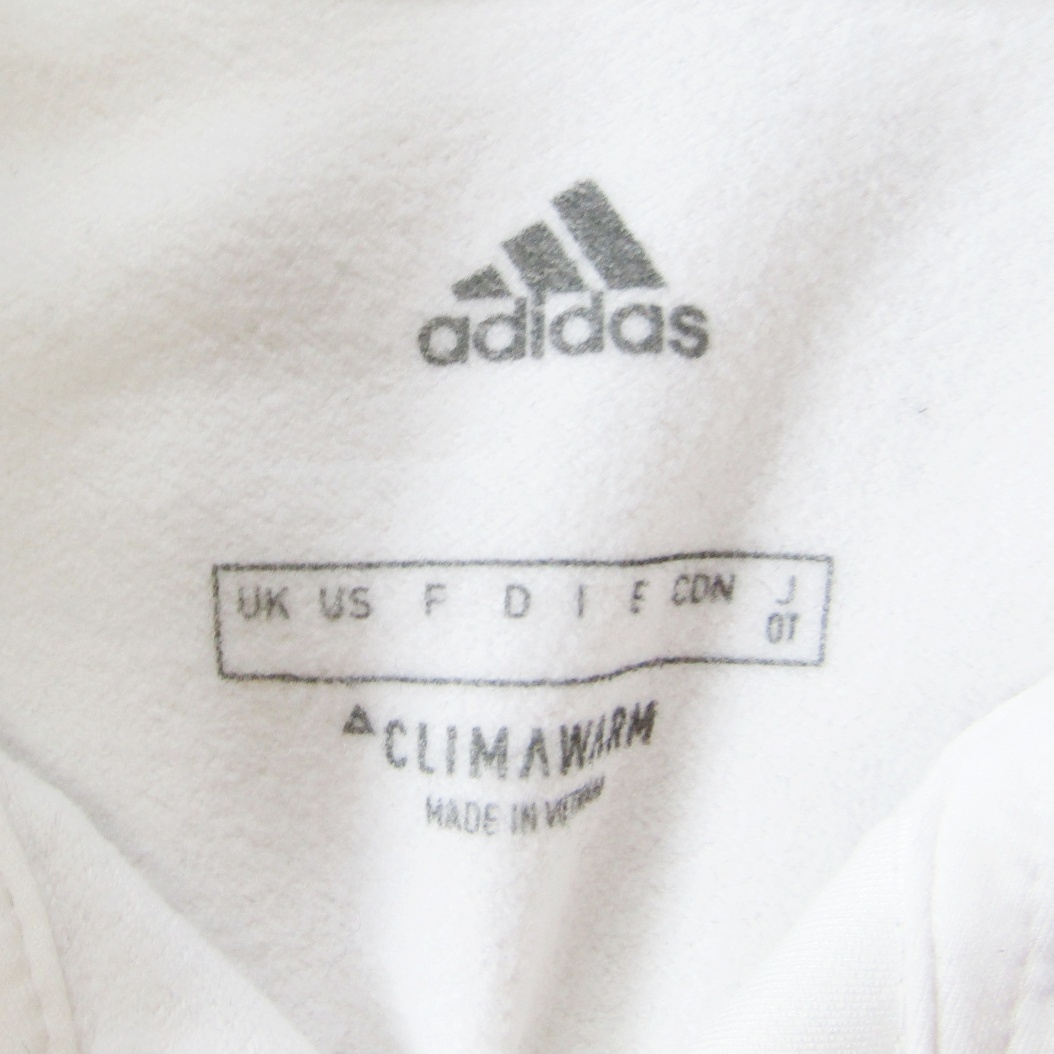 adidas
UK US F D I E CDN J
OT
CLIMAWARM
MADE IN VIETNAM